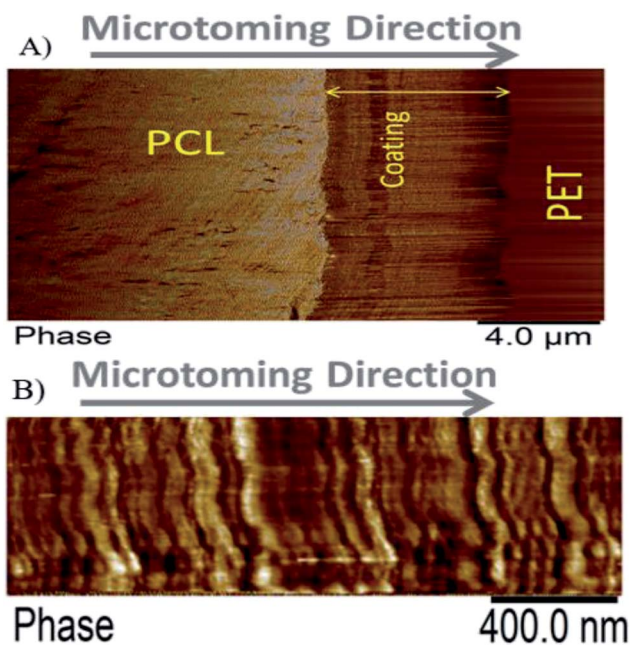 A)
Microtoming Direction
PCL
Coating
PET
Phase
4.0 μm
B)
Microtoming Direction
Phase
400.0 nm